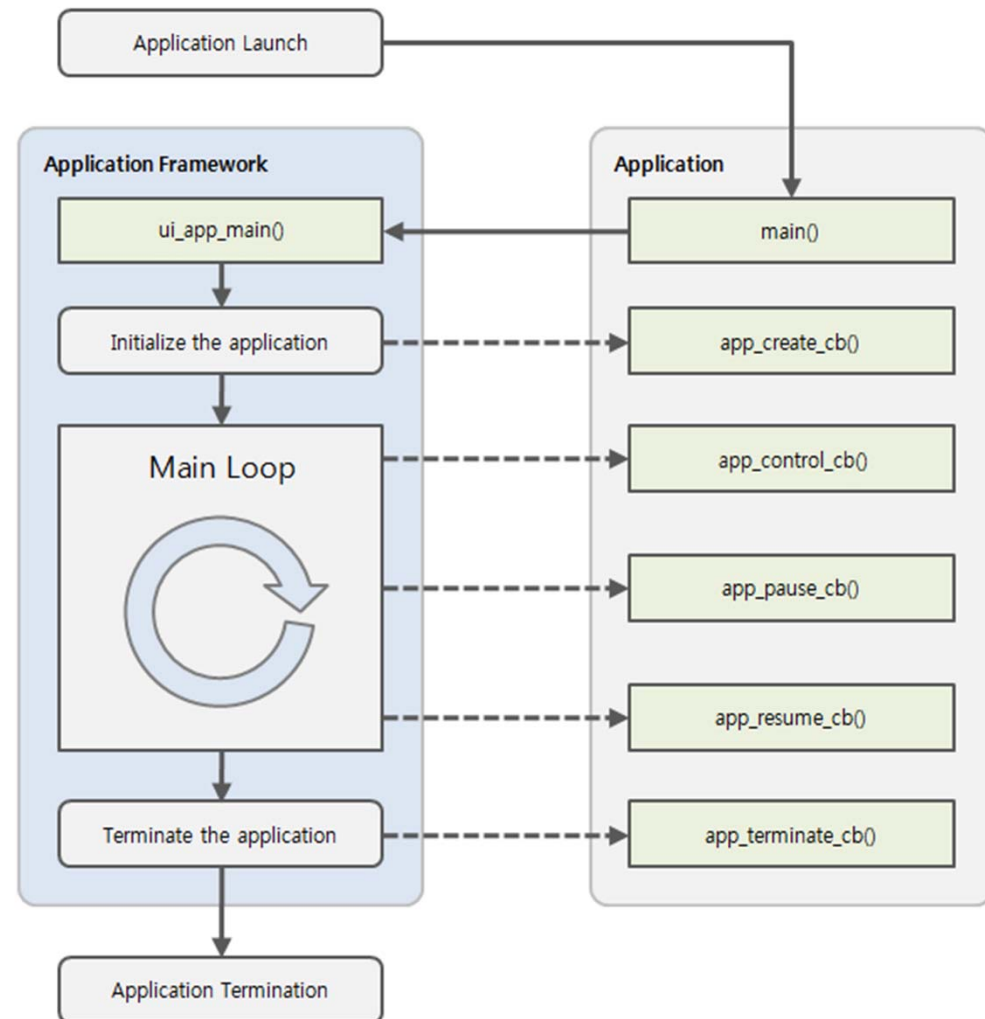 Application Launch
Application Framework
Application
ui_app_main()
main()
Initialize the application
app_create_cb()
Main Loop
app_control_cb()
app_pause_cb()
app_resume_cb()
Terminate the application
app_terminate_cb()
Application Termination